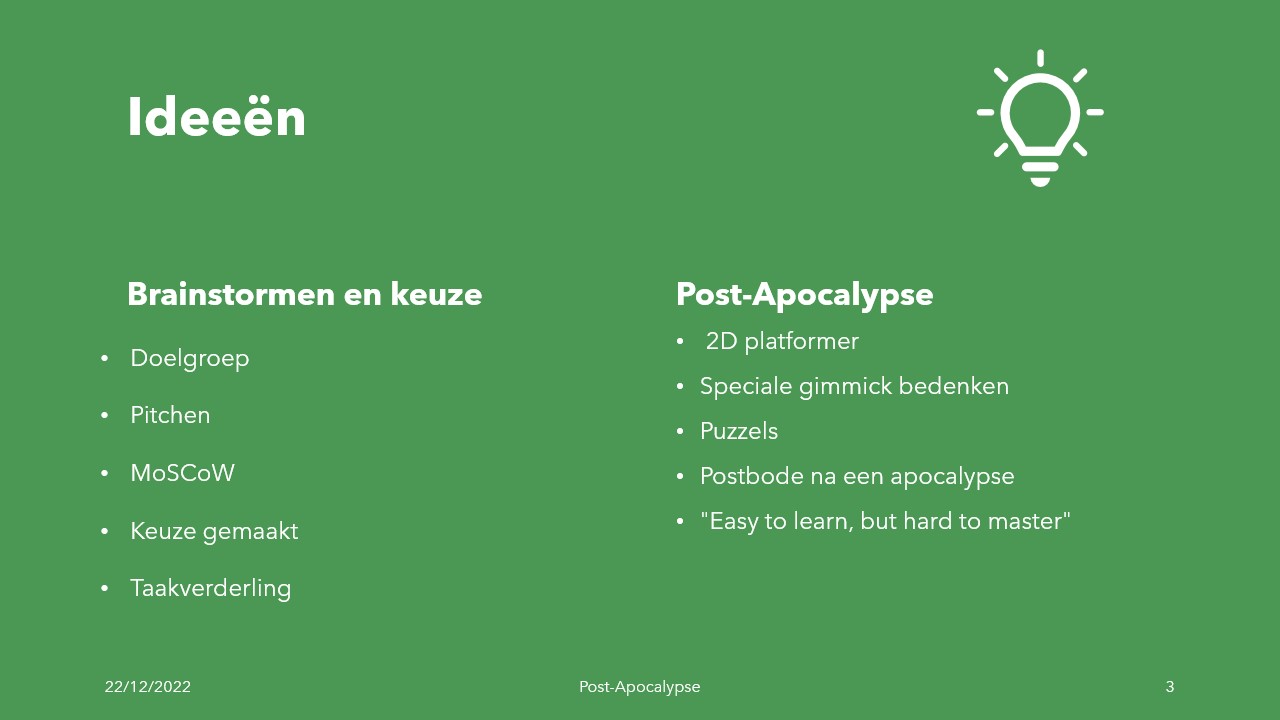 Ideeën
Brainstormen en keuze
• Doelgroep
• Pitchen
• MoSCoW
• Keuze gemaakt
• Taakverderling
Post-Apocalypse
• 2D platformer
• Speciale gimmick bedenken
• Puzzels
• Postbode na een apocalypse
• "Easy to learn, but hard to master"
22/12/2022
Post-Apocalypse
3